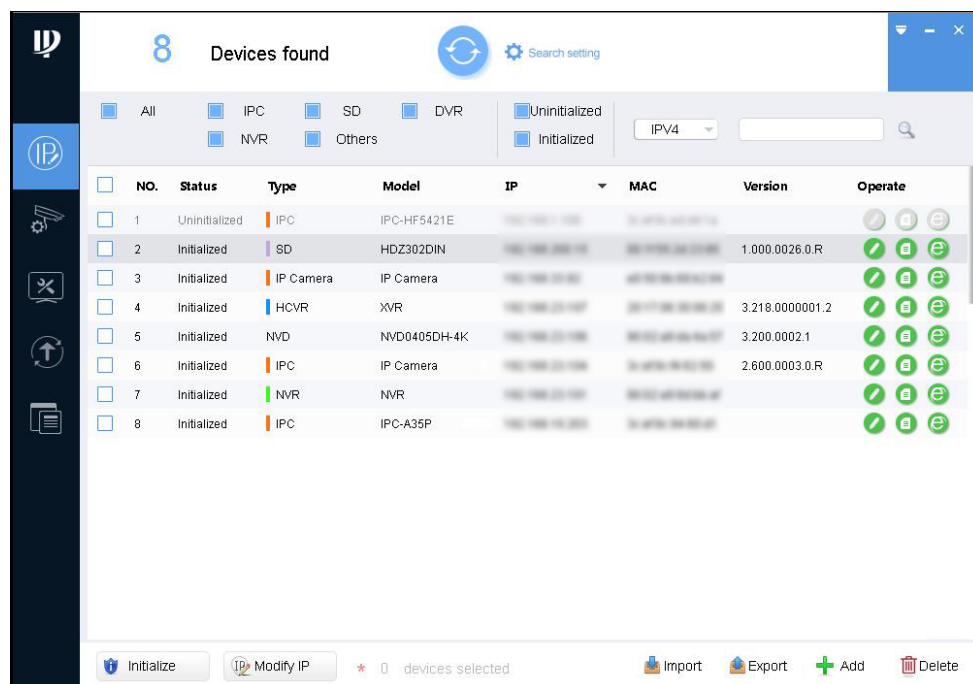 IP
8 Devices found Search setting
All IPC SD DVR Uninitialized
NVR Others Initialized IPV4
NO. Status Type Model IP MAC Version Operate
1 Uninitialized IPC IPC-HF5421E
2 Initialized SD HDZ302DIN 1.000.0026.0.R
3 Initialized IP Camera IP Camera
4 Initialized HCVR XVR 3.218.0000001.2
5 Initialized NVD NVD0405DH-4K 3.200.0002.1
6 Initialized IPC IP Camera 2.600.0003.0.R
7 Initialized NVR NVR
8 Initialized IPC IPC-A35P
Initialize IP Modify IP * 0 devices selected Import Export Add Delete